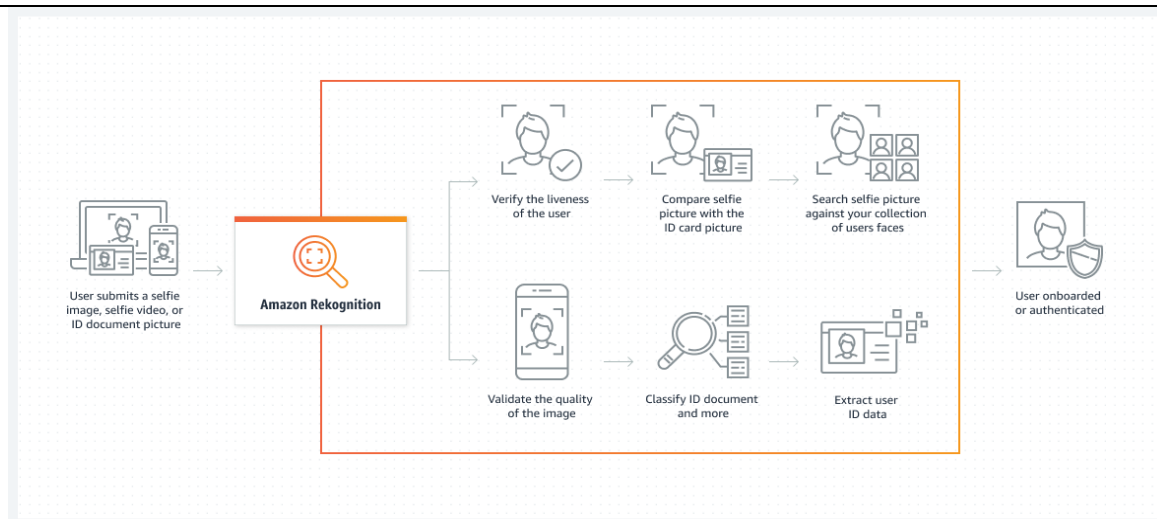 User submits a selfie
image, selfie video, or
ID document picture
Amazon Rekognition
Verify the liveness
of the user
Compare selfie
picture with the
ID card picture
Search selfie picture
against your collection
of users faces
Validate the quality
of the image
Classify ID document
and more
Extract user
ID data
User onboarded
or authenticated